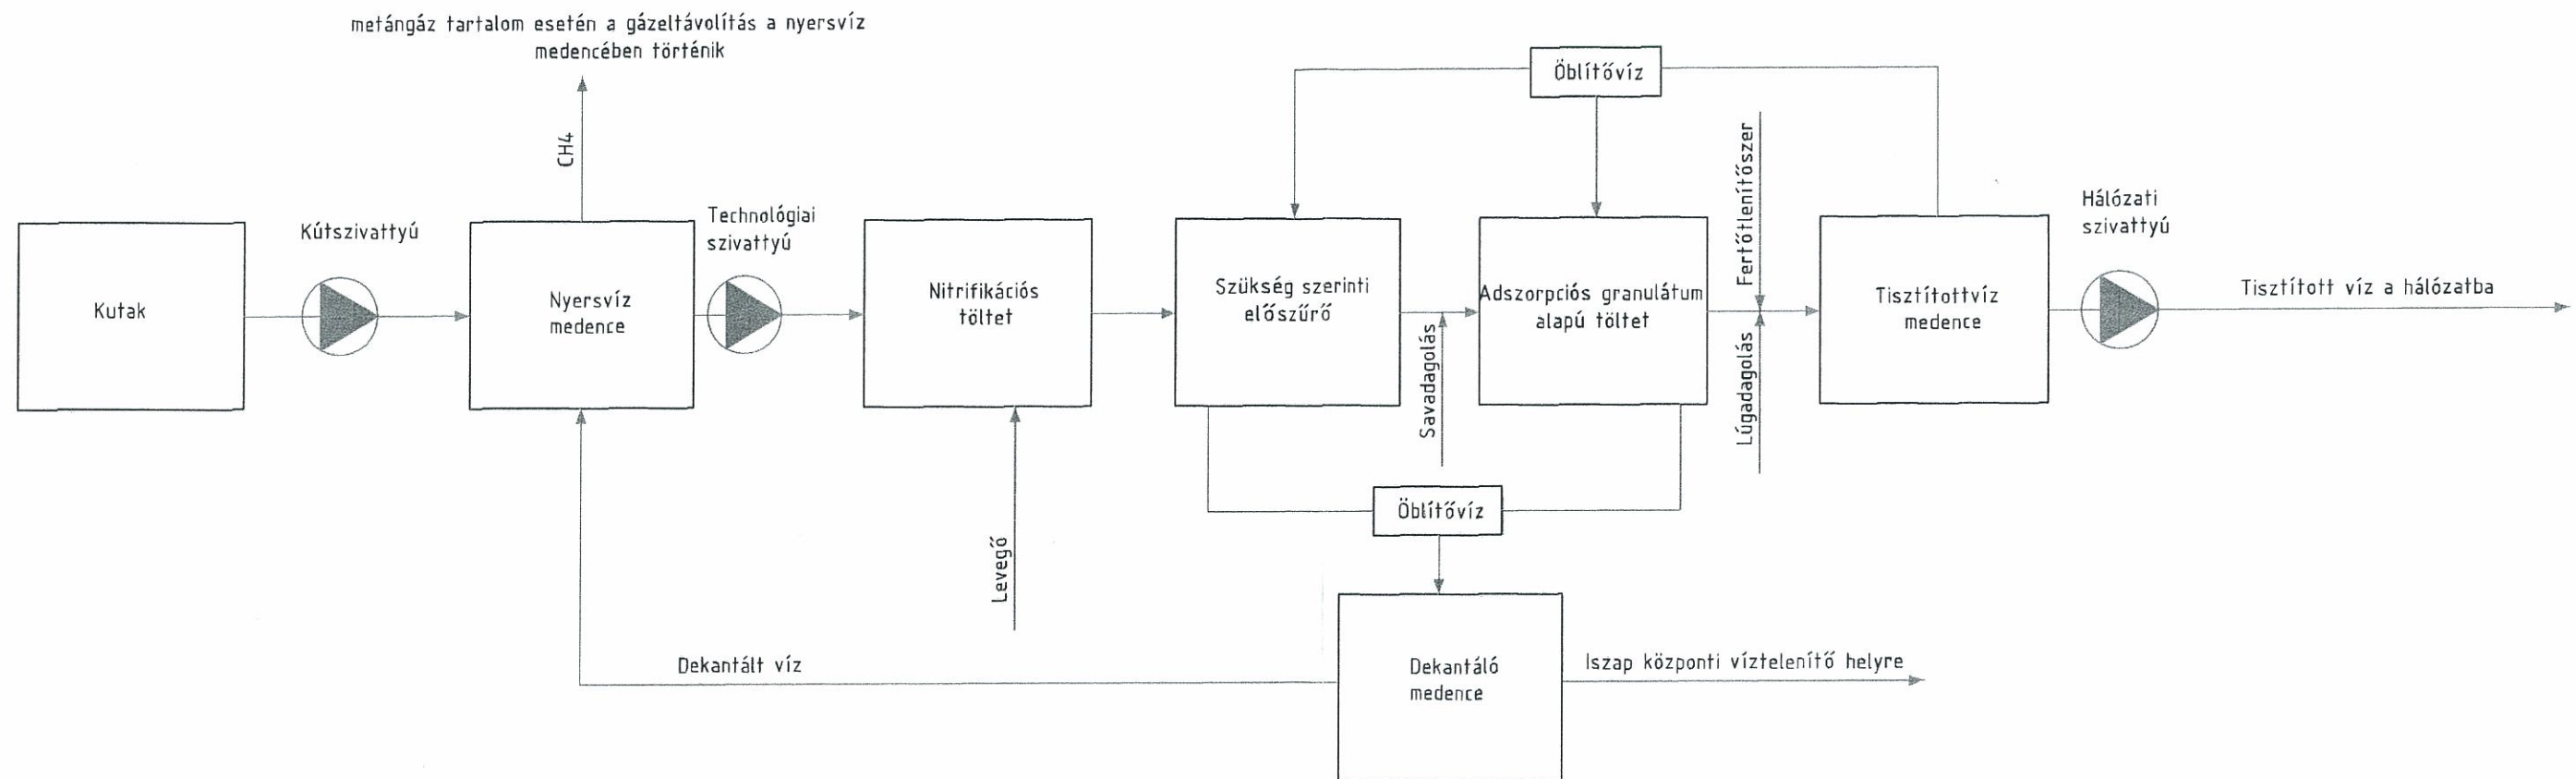 metángáz tartalom esetén a gázeltávolítás a nyersvíz
medencében történik
CH4
Öblítővíz
Fertőtlenítőszer
Kutak
Kútszivattyú
Nyersvíz
medence
Technológiai
szivattyú
Nitrifikációs
töltet
Szükség szerinti
előszűrő
Savadagolás
Adszorpciós granulátum
alapú töltet
Lúgadagolás
Tisztítottvíz
medence
Hálózati
szivattyú
Tisztított víz a hálózatba
Levegő
Öblítővíz
Dekantált víz
Dekantáló
medence
Iszap központi víztelenítő helyre